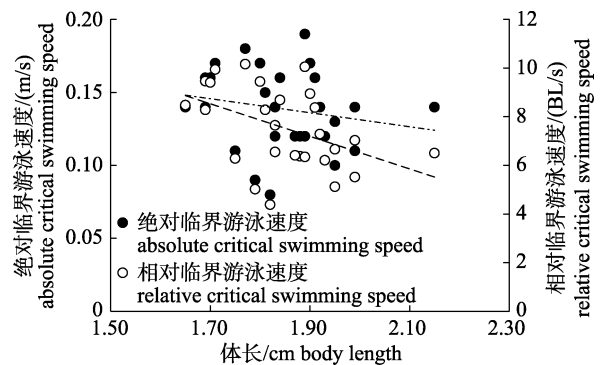 绝对临界游泳速度/(m/s)
absolute critical swimming speed
0.20
0.15
0.10
0.05
0
12
10
8
6
4
2
0
相对临界游泳速度/(BL/s)
relative critical swimming speed
绝对临界游泳速度
absolute critical swimming speed
相对临界游泳速度
relative critical swimming speed
1.50 1.70 1.90 2.10 2.30
体长/cm body length